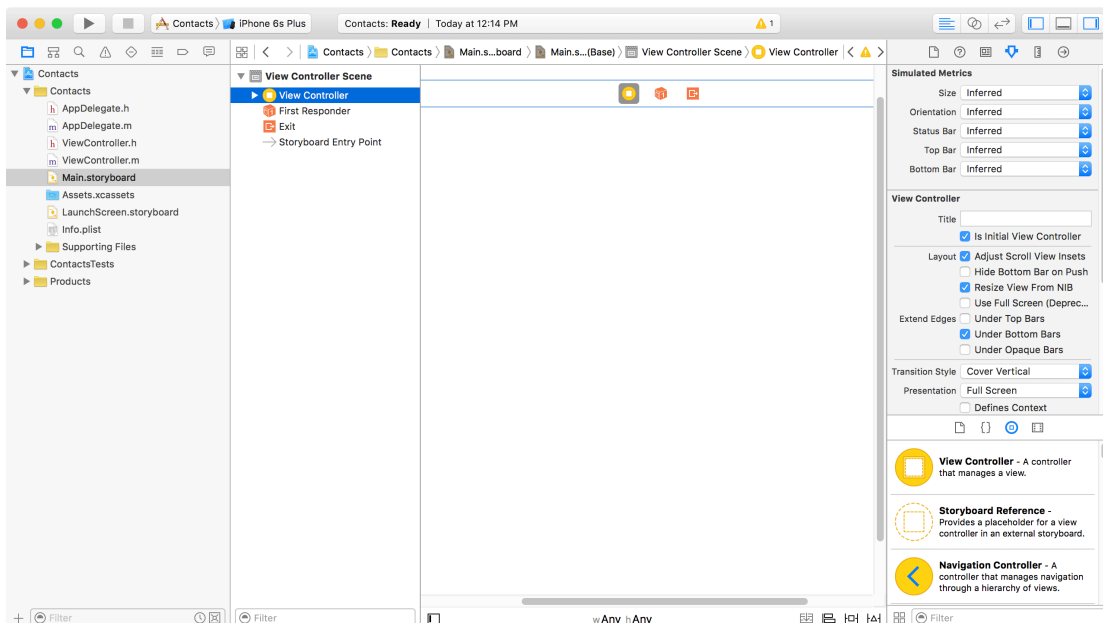 Contacts
iPhone 6s Plus
Contacts: Ready | Today at 12:14 PM
1
Contacts
Contacts
Main.s...board
Main.s...(Base)
View Controller Scene
View Controller
Contacts
Contacts
AppDelegate.h
AppDelegate.m
ViewController.h
ViewController.m
Main.storyboard
Assets.xcassets
LaunchScreen.storyboard
Info.plist
Supporting Files
ContactsTests
Products
Filter
View Controller Scene
View Controller
First Responder
Exit
Storyboard Entry Point
Filter
wAny hAny
Simulated Metrics
Size Inferred
Orientation Inferred
Status Bar Inferred
Top Bar Inferred
Bottom Bar Inferred
View Controller
Title
Is Initial View Controller
Layout Adjust Scroll View Insets
Hide Bottom Bar on Push
Resize View From NIB
Use Full Screen (Deprec...
Extend Edges Under Top Bars
Under Bottom Bars
Under Opaque Bars
Transition Style Cover Vertical
Presentation Full Screen
Defines Context
View Controller - A controller
that manages a view.
Storyboard Reference -
Provides a placeholder for a view
controller in an external storyboard.
Navigation Controller - A
controller that manages navigation
through a hierarchy of views.
Filter